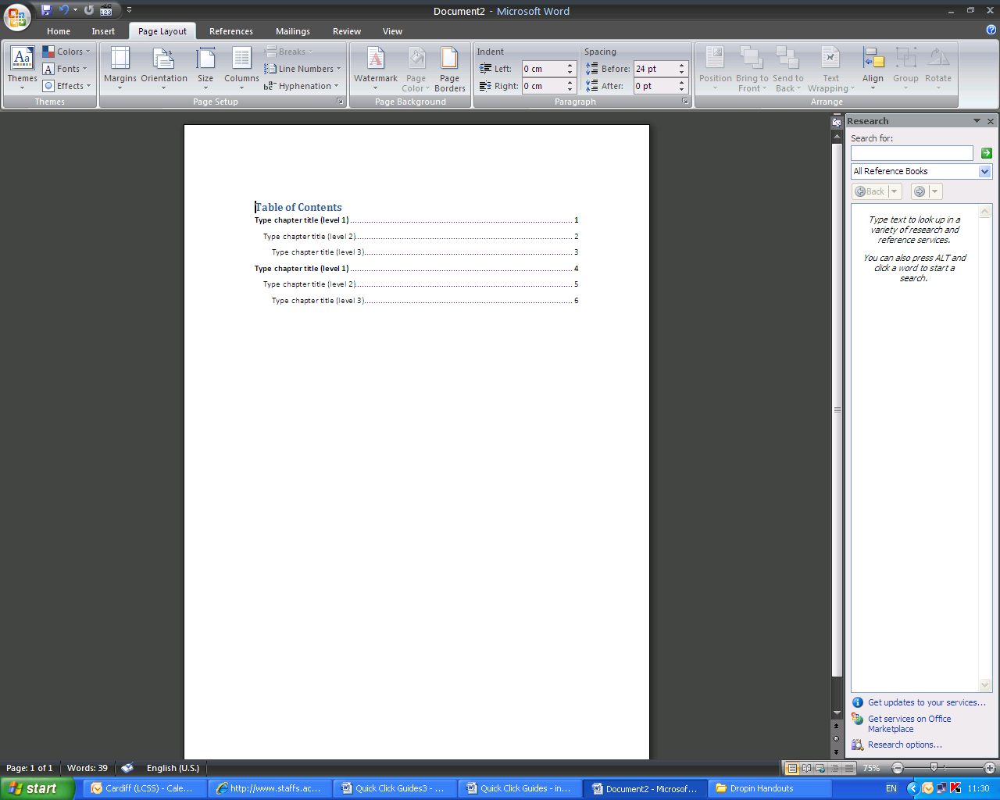 Document2 - Microsoft Word
Home Insert Page Layout References Mailings Review View
Themes
Colors
Fonts
Effects
Themes
Margins Orientation Size Columns
Breaks
Line Numbers
Hyphenation
Page Setup
Watermark
Page Color
Page Borders
Page Background
Indent
Left: 0 cm
Right: 0 cm
Spacing
Before: 24 pt
After: 0 pt
Paragraph
Position
Bring to Front
Send to Back
Text Wrapping
Align
Group
Rotate
Arrange
Table of Contents
Type chapter title (level 1) 1
Type chapter title (level 2) 2
Type chapter title (level 3) 3
Type chapter title (level 1) 4
Type chapter title (level 2) 5
Type chapter title (level 3) 6
Research
Search for:
All Reference Books
Back
Type text to look up in a
variety of research and
reference services.
You can also press ALT and
click a word to start a
search.
Get updates to your services...
Get services on Office
Marketplace
Research options...
Page: 1 of 1 Words: 39 English (U.S.) 75%
start Cardiff (LCS5) - Cale... http://www.staffs.ac... Quick Click Guides3 - ... Quick Click Guides - in... Document2 - Microsof... Dropin Handouts EN 11:30